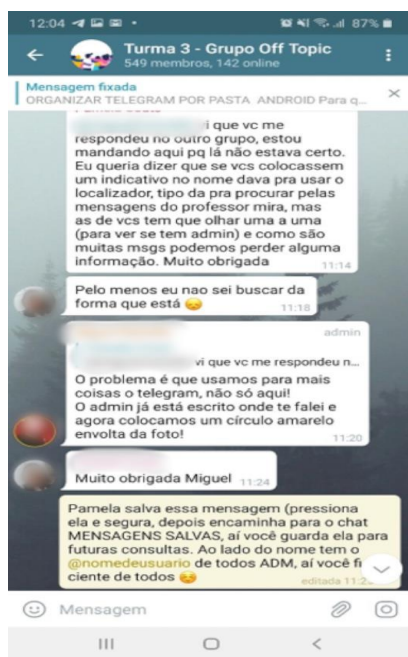 12:04
87%
Turma 3 - Grupo Off Topic
549 membros, 142 online
Mensagem fixada
ORGANIZAR TELEGRAM POR PASTA ANDROID Para q...
i que vc me
respondeu no outro grupo, estou
mandando aqui pq lá não estava certo.
Eu queria dizer que se vcs colocassem
um indicativo no nome dava pra usar o
localizador, tipo da pra procurar pelas
mensagens do professor mira, mas
as de vcs tem que olhar uma a uma
(para ver se tem admin) e como são
muitas msgs podemos perder alguma
informação. Muito obrigada
11:14
Pelo menos eu nao sei buscar da
forma que está 😞
11:18
admin
vi que vc me respondeu n...
O problema é que usamos para mais
coisas o telegram, não só aqui!
O admin já está escrito onde te falei e
agora colocamos um círculo amarelo
envolta da foto!
11:20
Muito obrigada Miguel 11:24
Pamela salva essa mensagem (pressiona
ela e segura, depois encaminha para o chat
MENSAGENS SALVAS, aí você guarda ela para
futuras consultas. Ao lado do nome tem o
@nomedeusuario de todos ADM, aí você fi
ciente de todos ☺️
editada 11:2
Mensagem